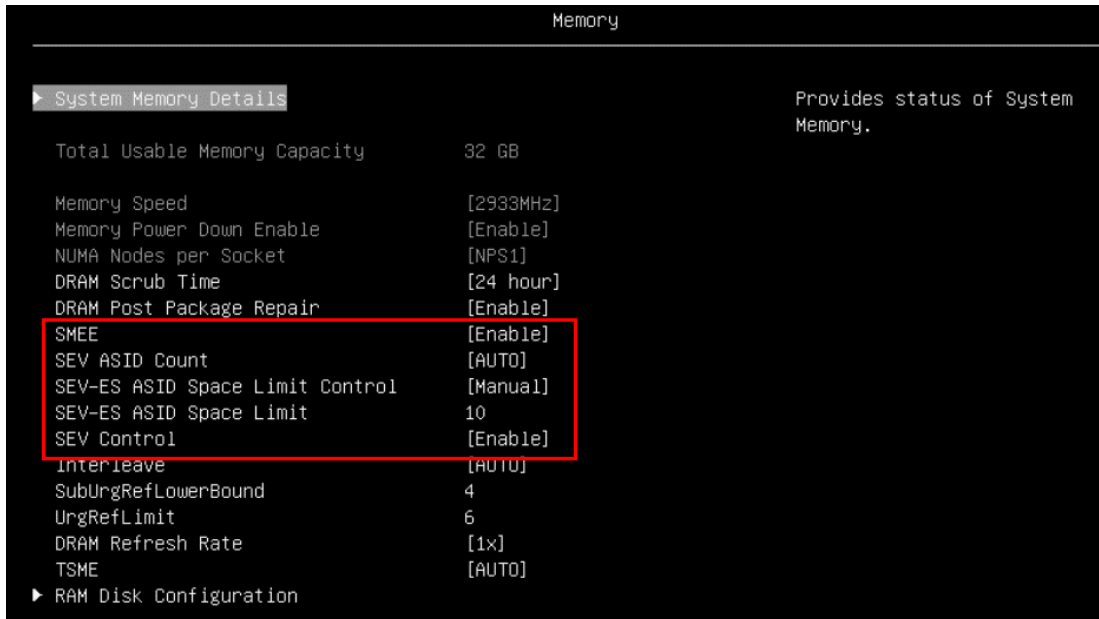 Memory
System Memory Details
Provides status of System
Memory.
Total Usable Memory Capacity 32 GB
Memory Speed [2933MHz]
Memory Power Down Enable [Enable]
NUMA Nodes per Socket [NPS1]
DRAM Scrub Time [24 hour]
DRAM Post Package Repair [Enable]
SMEE [Enable]
SEV ASID Count [AUTO]
SEV-ES ASID Space Limit Control [Manual]
SEV-ES ASID Space Limit 10
SEV Control [Enable]
Interleave [AUTO]
SubUrgRefLowerBound 4
UrgRefLimit 6
DRAM Refresh Rate [1x]
TSME [AUTO]
RAM Disk Configuration